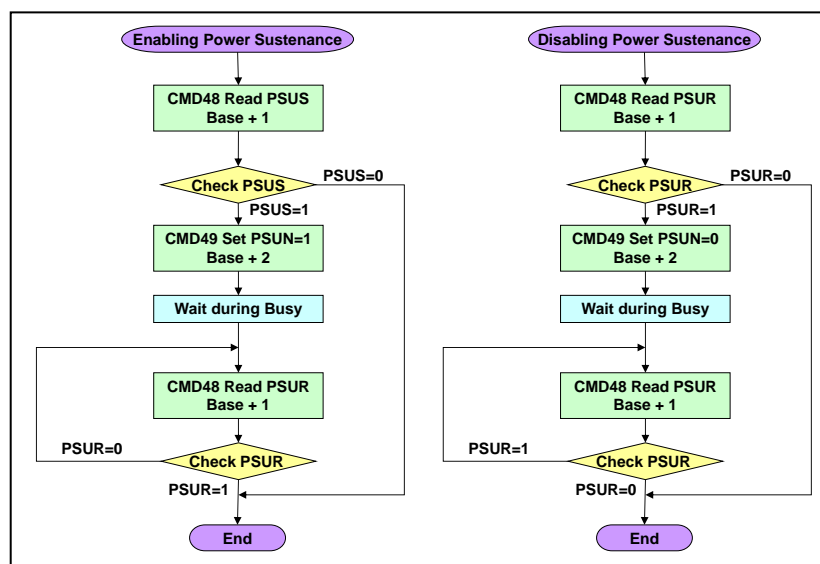 Enabling Power Sustenance
CMD48 Read PSUS
Base + 1
Check PSUS
PSUS=0
PSUS=1
CMD49 Set PSUN=1
Base + 2
Wait during Busy
CMD48 Read PSUR
Base + 1
Check PSUR
PSUR=0
PSUR=1
End
Disabling Power Sustenance
CMD48 Read PSUR
Base + 1
Check PSUR
PSUR=0
PSUR=1
CMD49 Set PSUN=0
Base + 2
Wait during Busy
CMD48 Read PSUR
Base + 1
Check PSUR
PSUR=1
PSUR=0
End